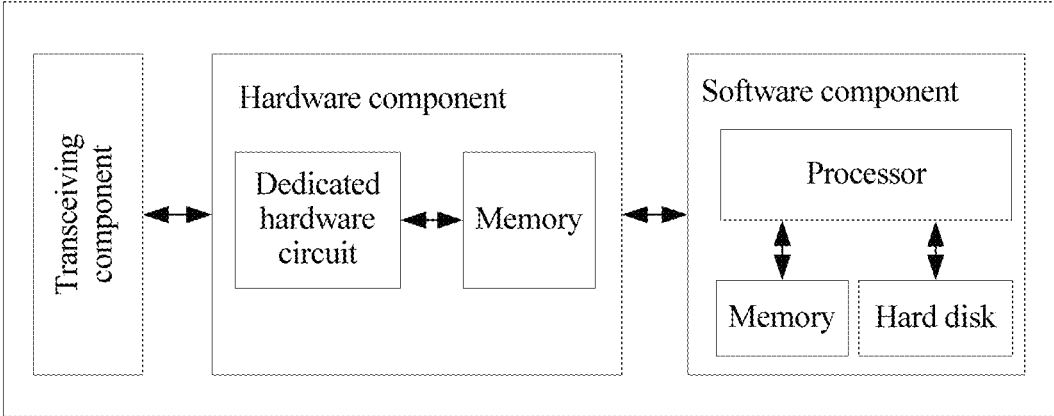 Transceiving
component
Hardware component
Dedicated
hardware
circuit
Memory
Software component
Processor
Memory
Hard disk